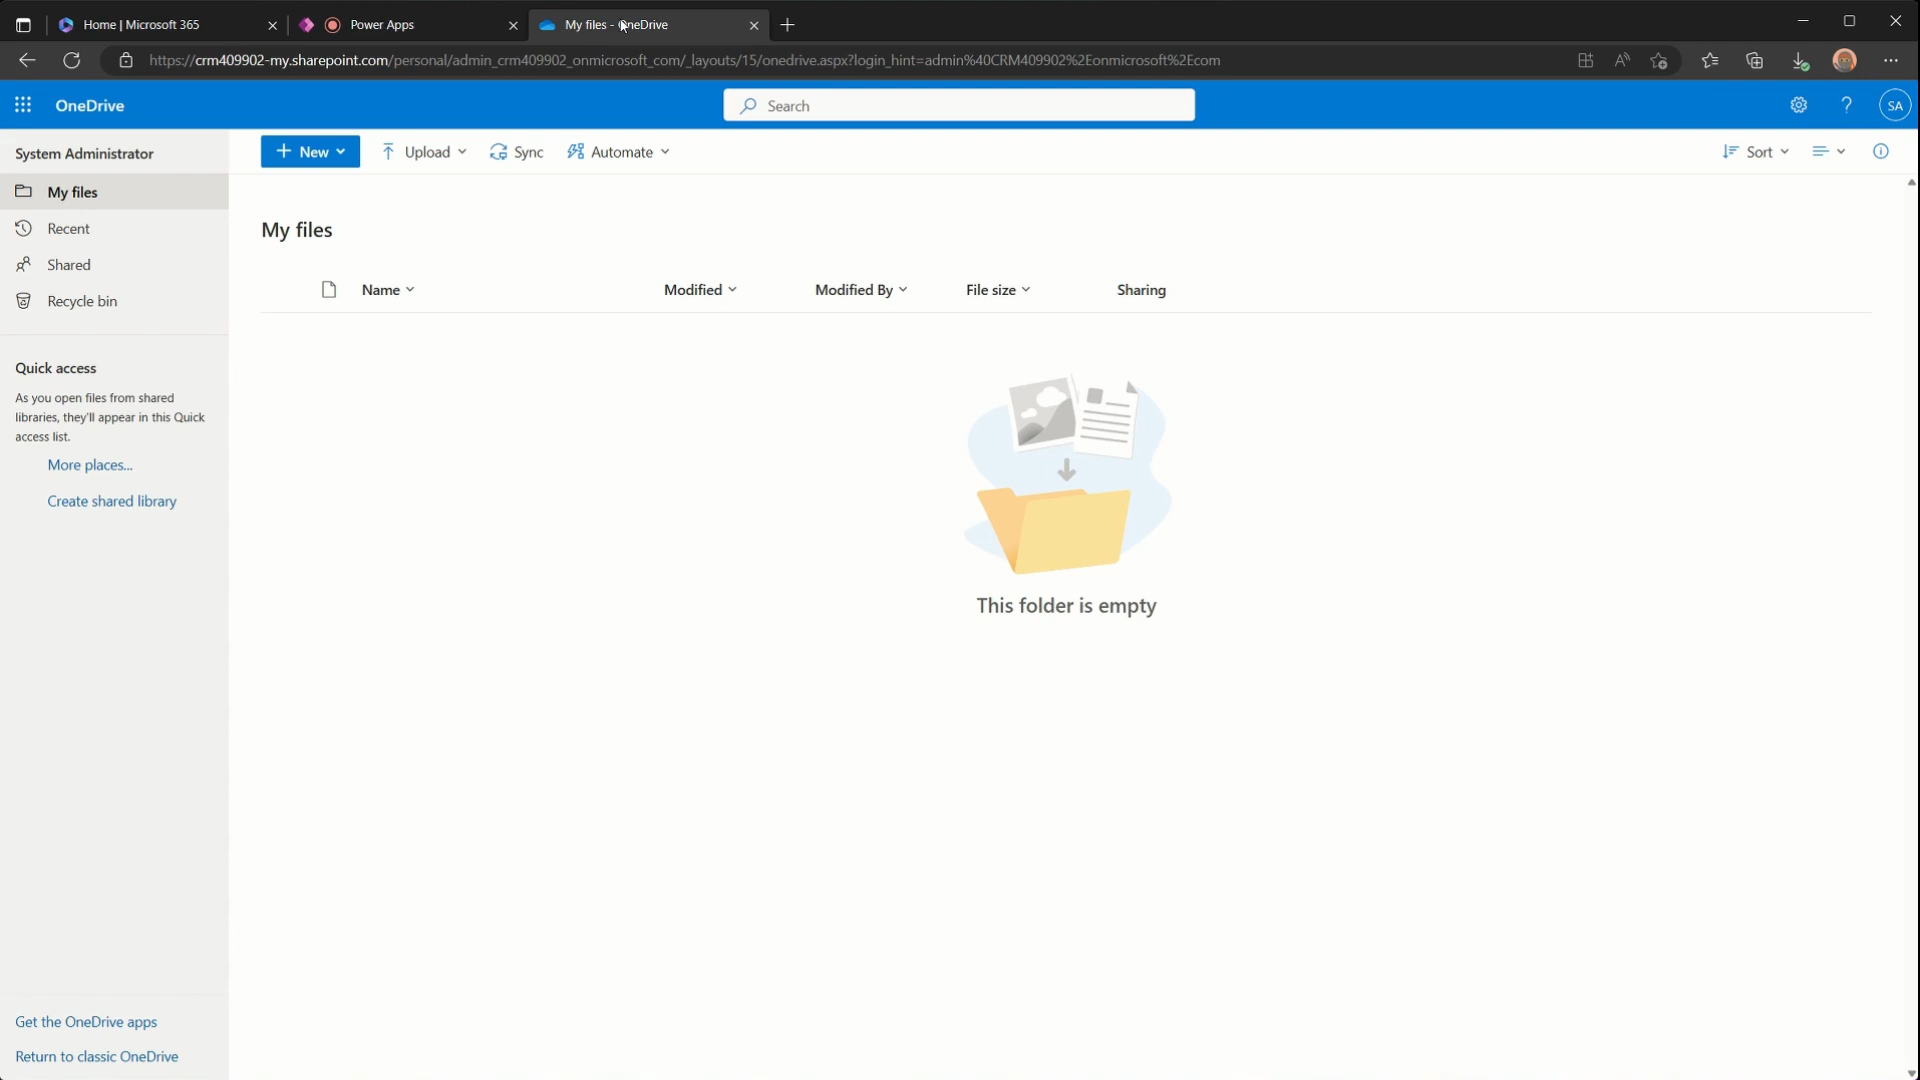 Home | Microsoft 365
Power Apps
My files - OneDrive
https://crm409902-my.sharepoint.com/personal/admin_crm409902_onmicrosoft_com/_layouts/15/onedrive.aspx?login_hint=admin%40CRM409902%2Eonmicrosoft%2Ecom
OneDrive
Search
SA
System Administrator
New
Upload
Sync
Automate
Sort
My files
Recent
Shared
Recycle bin
Quick access
As you open files from shared
libraries, they'll appear in this Quick
access list.
More places...
Create shared library
Get the OneDrive apps
Return to classic OneDrive
My files
Name
Modified
Modified By
File size
Sharing
This folder is empty